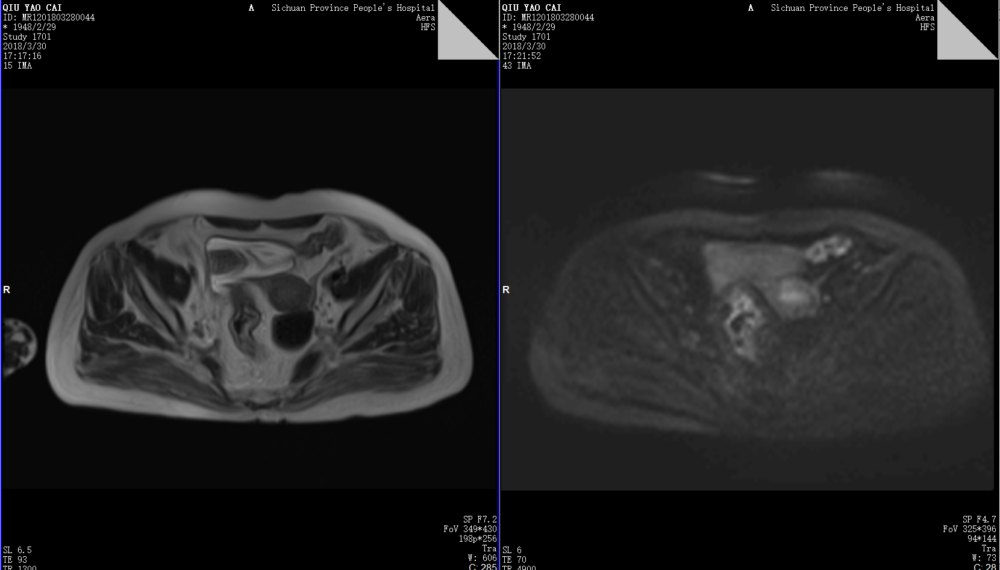 QIU YAO CAI
ID: MR1201803280044
* 1948/2/29
Study 1701
2018/3/30
17:17:16
15 IMA
A
Sichuan Province People's Hospital
Aera
HFS
R
SP F7.2
FoV 349*430
198p*256
Tra
W: 606
C: 285
SL 6.5
TE 93
TR 1300
QIU YAO CAI
ID: MR1201803280044
* 1948/2/29
Study 1701
2018/3/30
17:21:52
43 IMA
A
Sichuan Province People's Hospital
Aera
HFS
R
SP F4.7
FoV 325*396
94*144
Tra
W: 73
C: 28
SL 6
TE 70
TR 4900